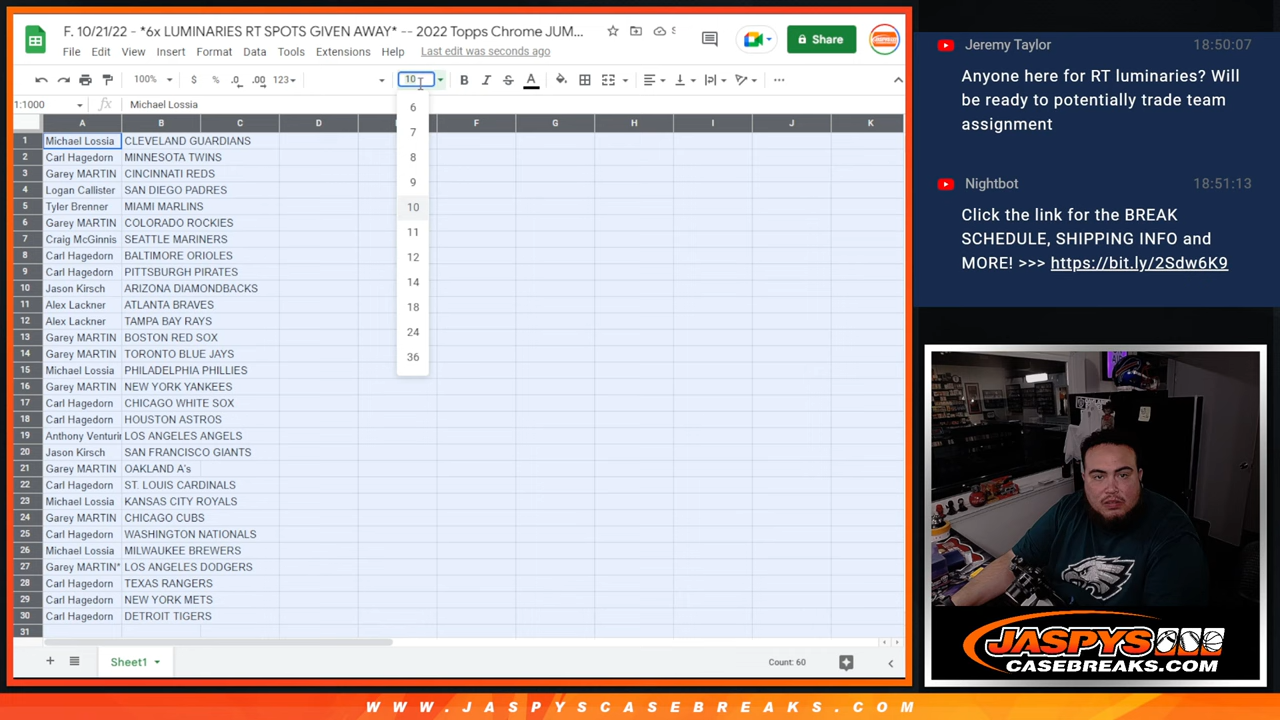 F. 10/21/22 - *6x LUMINARIES RT SPOTS GIVEN AWAY* -- 2022 Topps Chrome JUM...
Share
File Edit View Insert Format Data Tools Extensions Help Last edit was seconds ago
100% $ % .0 .00 123 10 B I S A
1:1000 fx Michael Lossia
A B C D E F G H I J K
1 Michael Lossia CLEVELAND GUARDIANS
2 Carl Hagedorn MINNESOTA TWINS
3 Garey MARTIN CINCINNATI REDS
4 Logan Callister SAN DIEGO PADRES
5 Tyler Brenner MIAMI MARLINS
6 Garey MARTIN COLORADO ROCKIES
7 Craig McGinnis SEATTLE MARINERS
8 Carl Hagedorn BALTIMORE ORIOLES
9 Carl Hagedorn PITTSBURGH PIRATES
10 Jason Kirsch ARIZONA DIAMONDBACKS
11 Alex Lackner ATLANTA BRAVES
12 Alex Lackner TAMPA BAY RAYS
13 Garey MARTIN BOSTON RED SOX
14 Garey MARTIN TORONTO BLUE JAYS
15 Michael Lossia PHILADELPHIA PHILLIES
16 Garey MARTIN NEW YORK YANKEES
17 Carl Hagedorn CHICAGO WHITE SOX
18 Carl Hagedorn HOUSTON ASTROS
19 Anthony Venturin LOS ANGELES ANGELS
20 Jason Kirsch SAN FRANCISCO GIANTS
21 Garey MARTIN OAKLAND A's
22 Carl Hagedorn ST. LOUIS CARDINALS
23 Michael Lossia KANSAS CITY ROYALS
24 Garey MARTIN CHICAGO CUBS
25 Carl Hagedorn WASHINGTON NATIONALS
26 Michael Lossia MILWAUKEE BREWERS
27 Garey MARTIN* LOS ANGELES DODGERS
28 Carl Hagedorn TEXAS RANGERS
29 Carl Hagedorn NEW YORK METS
30 Carl Hagedorn DETROIT TIGERS
31
6
7
8
9
10
11
12
14
18
24
36
Sheet1
Count: 60
Jeremy Taylor 18:50:07
Anyone here for RT luminaries? Will
be ready to potentially trade team
assignment
Nightbot 18:51:13
Click the link for the BREAK
SCHEDULE, SHIPPING INFO and
MORE! >>> https://bit.ly/2Sdw6K9
JASPYS
CASEBREAKS.COM
WWW.JASPYSCASEBREAKS.COM